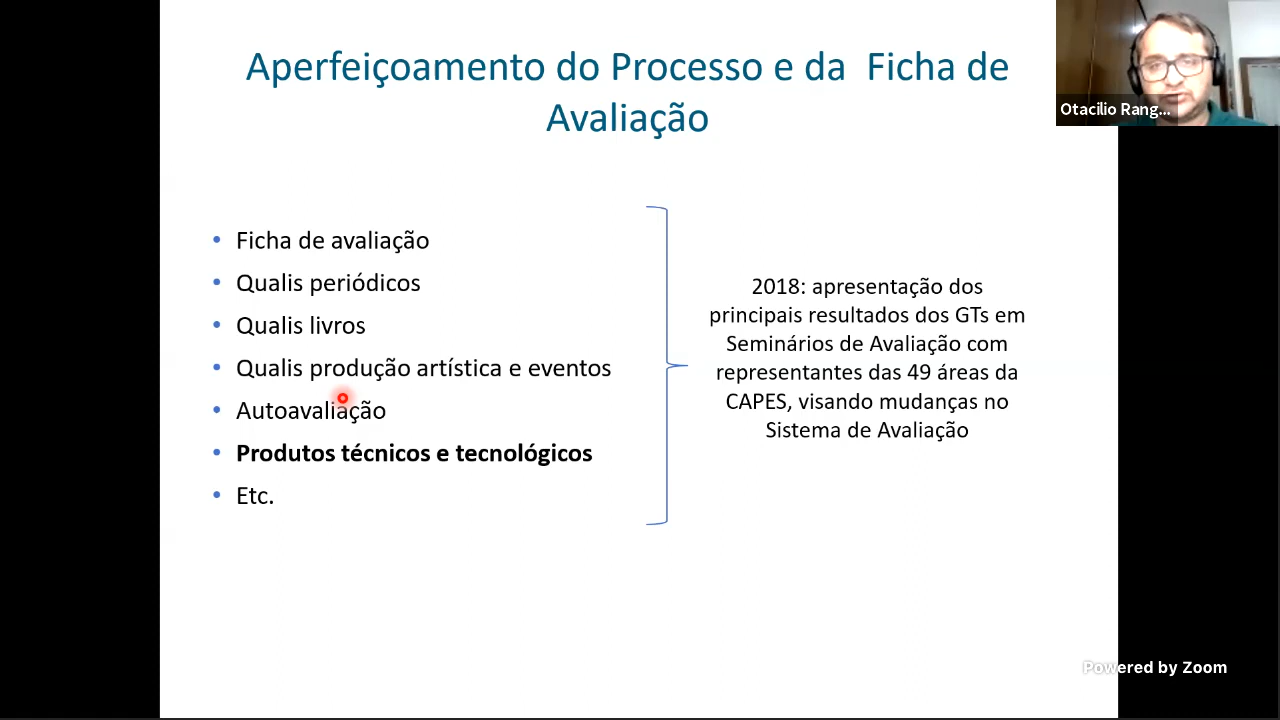 Aperfeiçoamento do Processo e da Ficha de
Avaliação
Otacilio Rang...
• Ficha de avaliação
• Qualis periódicos
• Qualis livros
• Qualis produção artística e eventos
• Autoavaliação
• Produtos técnicos e tecnológicos
• Etc.
2018: apresentação dos
principais resultados dos GTs em
Seminários de Avaliação com
representantes das 49 áreas da
CAPES, visando mudanças no
Sistema de Avaliação
Powered by Zoom